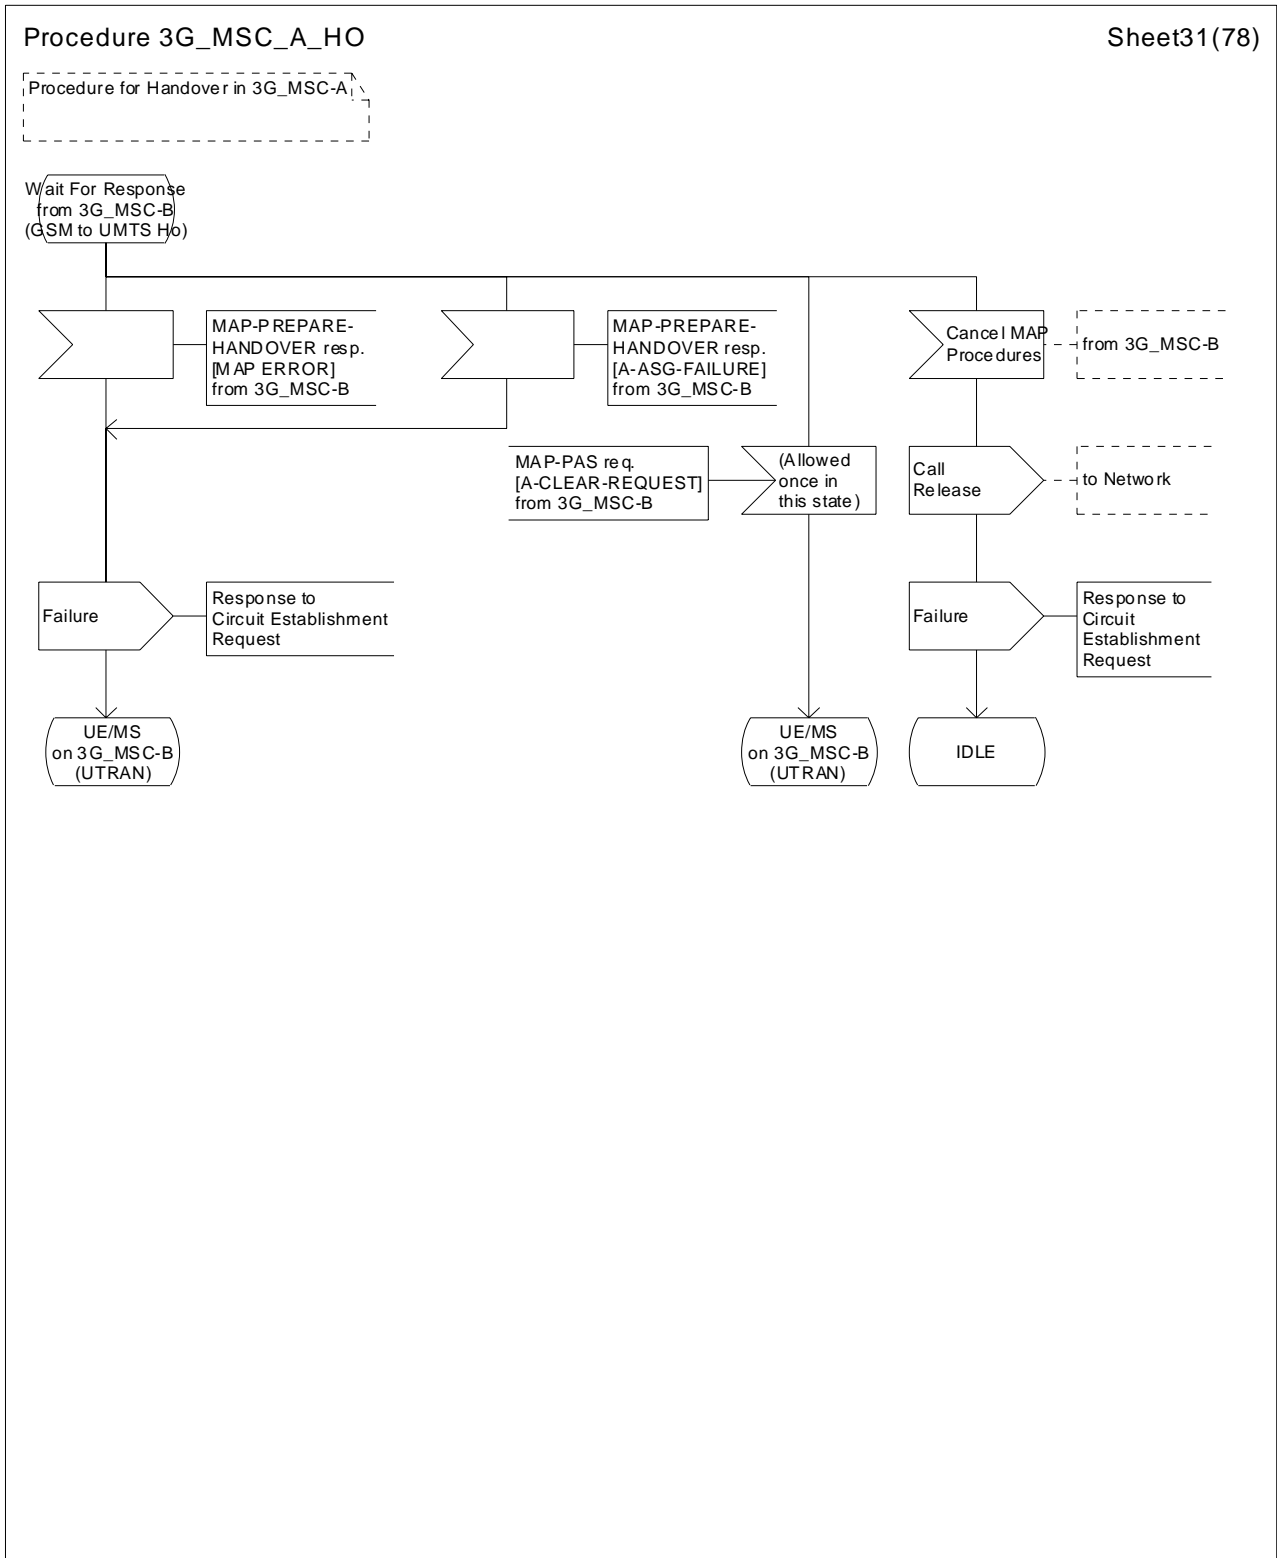 Procedure 3G_MSC_A_HO
Sheet31(78)
Procedure for Handover in 3G_MSC-A
Wait For Response
from 3G_MSC-B
(GSM to UMTS Ho)
MAP-PREPARE-
HANDOVER resp.
[MAP ERROR]
from 3G_MSC-B
MAP-PREPARE-
HANDOVER resp.
[A-ASG-FAILURE]
from 3G_MSC-B
Cancel MAP
Procedures
from 3G_MSC-B
MAP-PAS req.
[A-CLEAR-REQUEST]
from 3G_MSC-B
(Allowed
once in
this state)
Call
Release
to Network
Failure
Response to
Circuit Establishment
Request
Failure
Response to
Circuit
Establishment
Request
UE/MS
on 3G_MSC-B
(UTRAN)
UE/MS
on 3G_MSC-B
(UTRAN)
IDLE